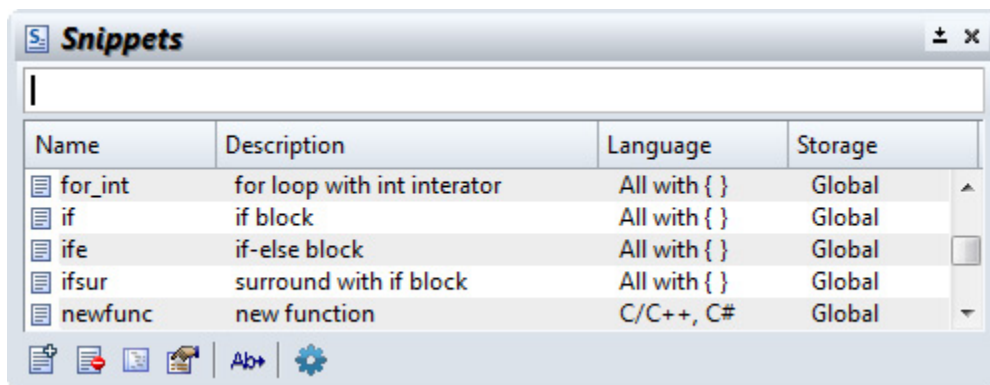 Snippets
Name Description Language Storage
for_int for loop with int interator All with { } Global
if if block All with { } Global
ife if-else block All with { } Global
ifsur surround with if block All with { } Global
newfunc new function C/C++, C# Global
Ab